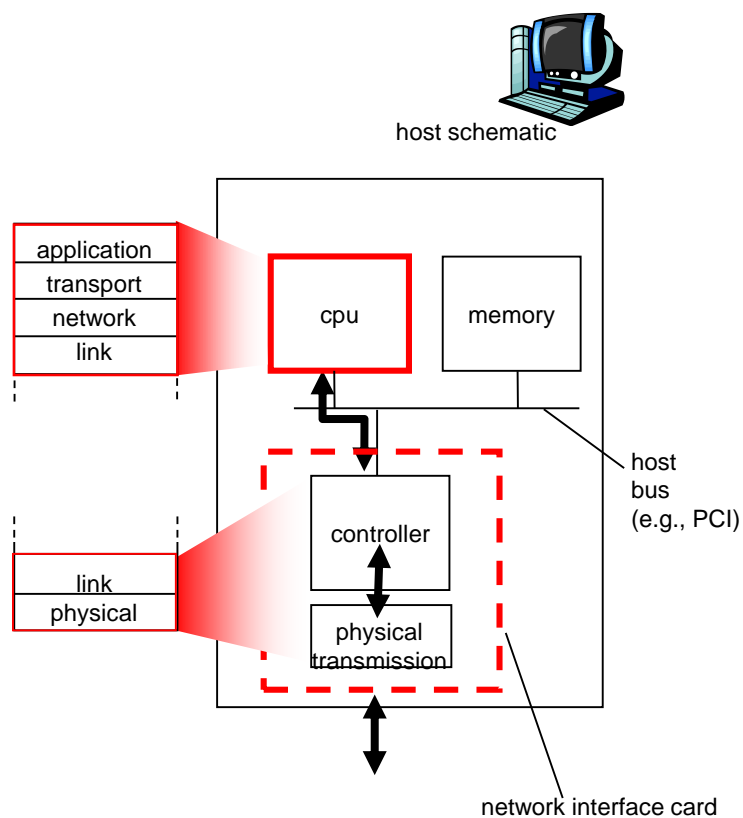 host schematic
application
transport
network
link
cpu
memory
host
bus
(e.g., PCI)
controller
link
physical
physical
transmission
network interface card